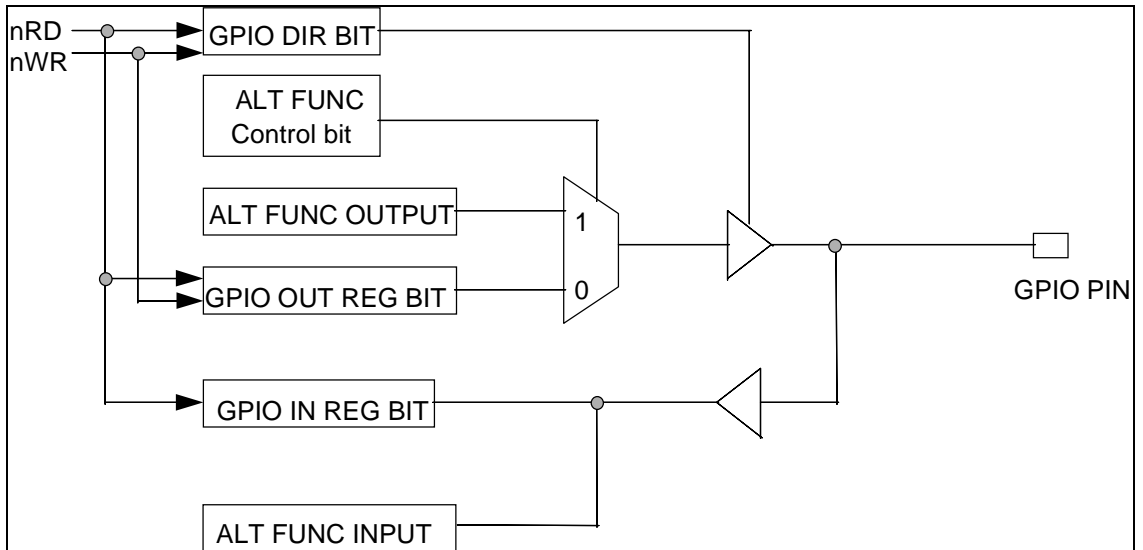 nRD
nWR
GPIO DIR BIT
ALT FUNC
Control bit
ALT FUNC OUTPUT
1
GPIO OUT REG BIT
0
GPIO PIN
GPIO IN REG BIT
ALT FUNC INPUT